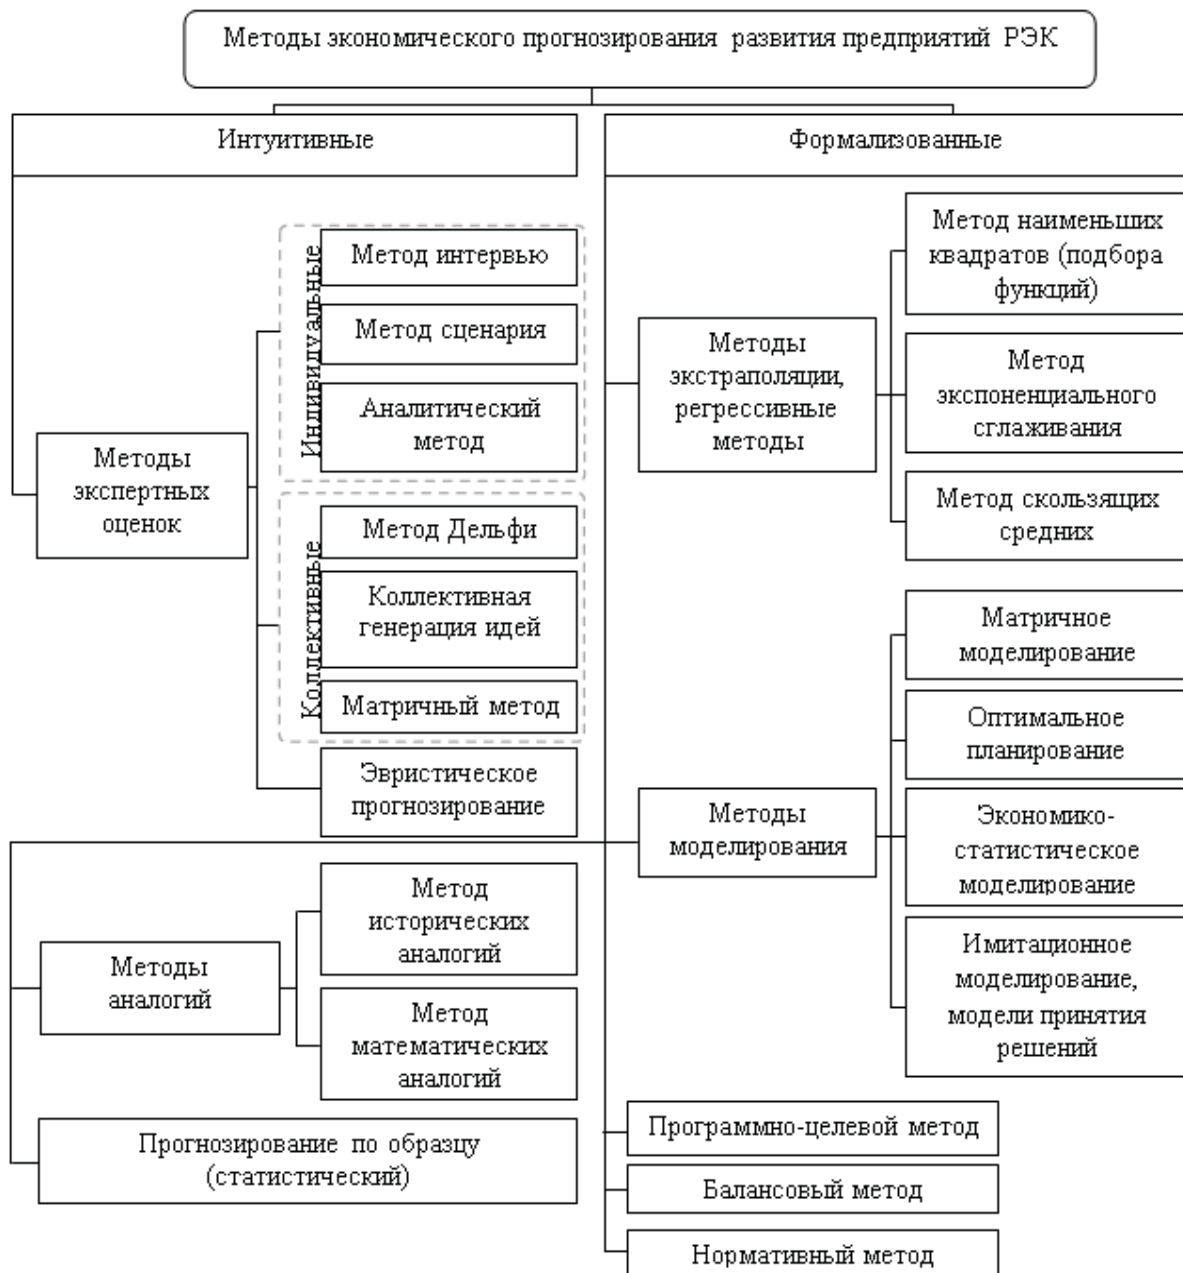 Методы экономического прогнозирования развития предприятий РЭК
Интуитивные
Формализованные
Методы
экспертных
оценок
Индивидуальные
Метод интервью
Метод сценария
Аналитический
метод
Коллективные
Метод Дельфи
Коллективная
генерация идей
Матричный метод
Эвристическое
прогнозирование
Методы
аналогий
Метод
исторических
аналогий
Метод
математических
аналогий
Прогнозирование по образцу
(статистический)
Методы
экстраполяции,
регрессивные
методы
Метод наименьших
квадратов (подбора
функций)
Метод
экспоненциального
сглаживания
Метод скользящих
средних
Методы
моделирования
Матричное
моделирование
Оптимальное
планирование
Экономико-
статистическое
моделирование
Имитационное
моделирование,
модели принятия
решений
Программно-целевой метод
Балансовый метод
Нормативный метод